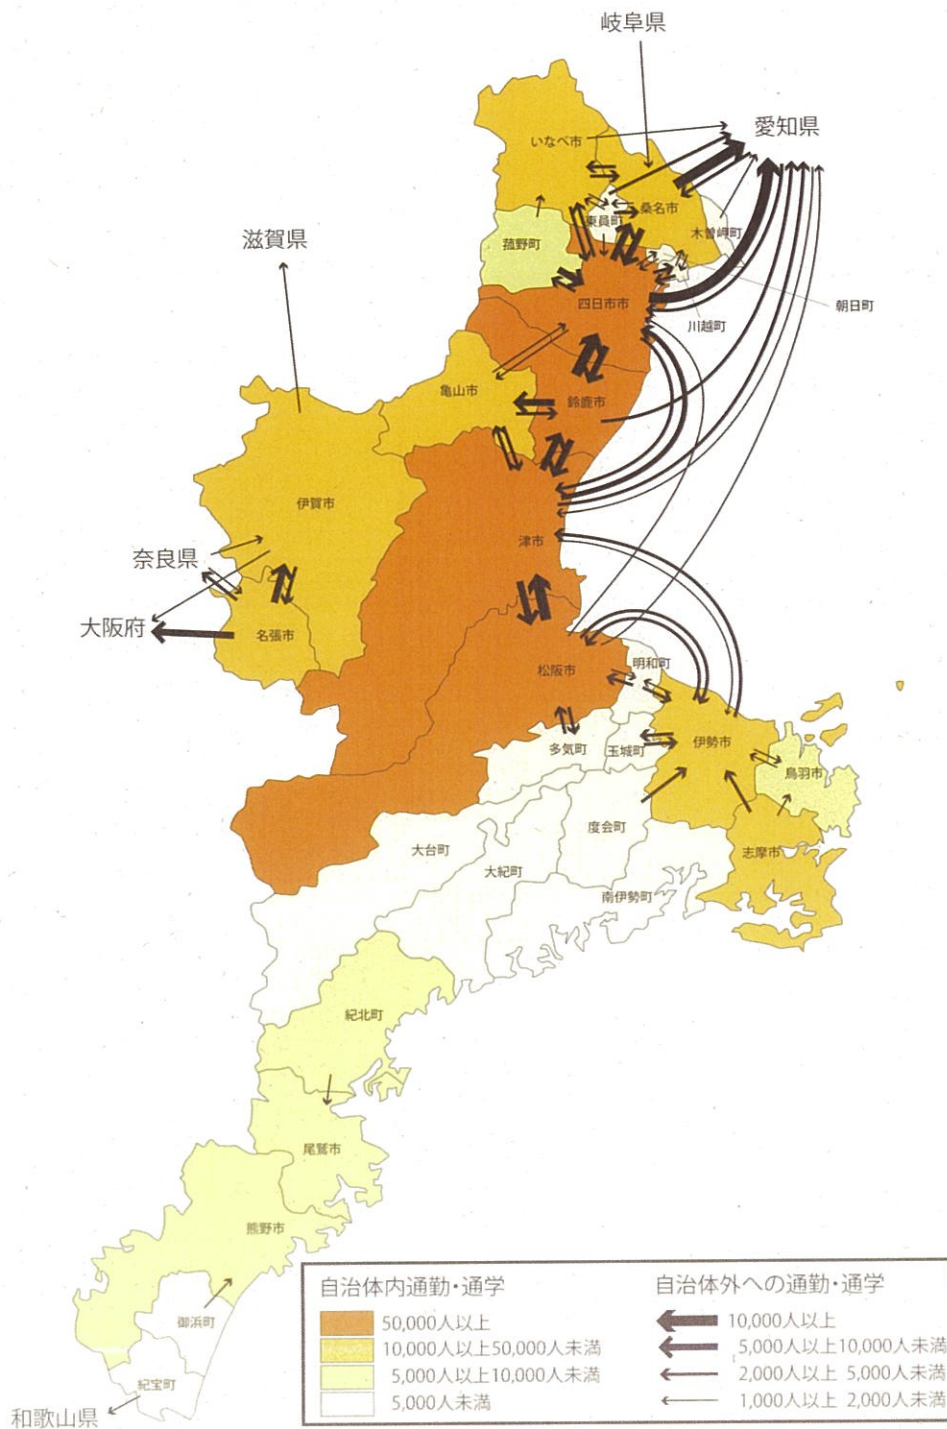 岐阜県
愛知県
いなべ市
桑名市
東員町
木曽岬町
滋賀県
菰野町
四日市市
朝日町
川越町
亀山市
鈴鹿市
伊賀市
津市
奈良県
大阪府
名張市
松阪市
明和町
多気町
玉城町
伊勢市
鳥羽市
度会町
大台町
志摩市
大紀町
南伊勢町
紀北町
尾鷲市
熊野市
御浜町
紀宝町
和歌山県
自治体内通勤・通学
50,000人以上
10,000人以上50,000人未満
5,000人以上10,000人未満
5,000人未満
自治体外への通勤・通学
10,000人以上
5,000人以上10,000人未満
2,000人以上 5,000人未満
1,000人以上 2,000人未満